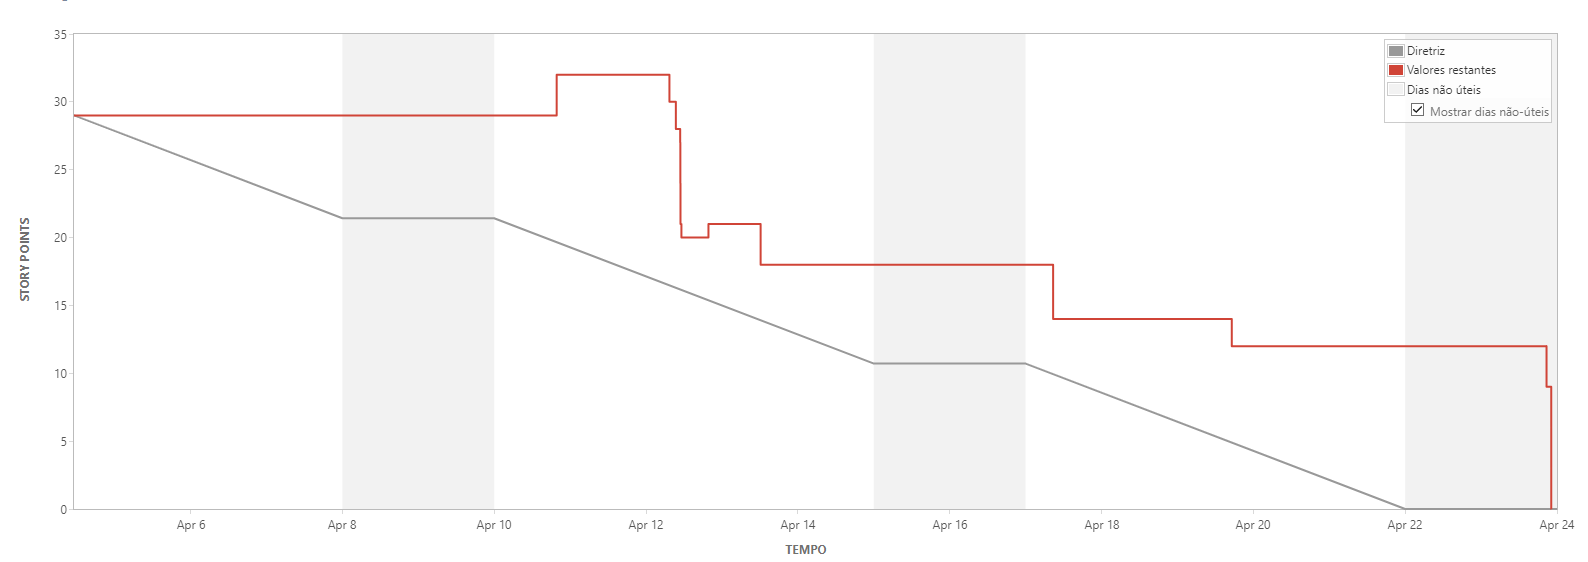 35
30
25
20
15
10
5
0
STORY POINTS
Diretriz
Valores restantes
Dias não úteis
Mostrar dias não-úteis
Apr 6 Apr 8 Apr 10 Apr 12 Apr 14 Apr 16 Apr 18 Apr 20 Apr 22 Apr 24
TEMPO